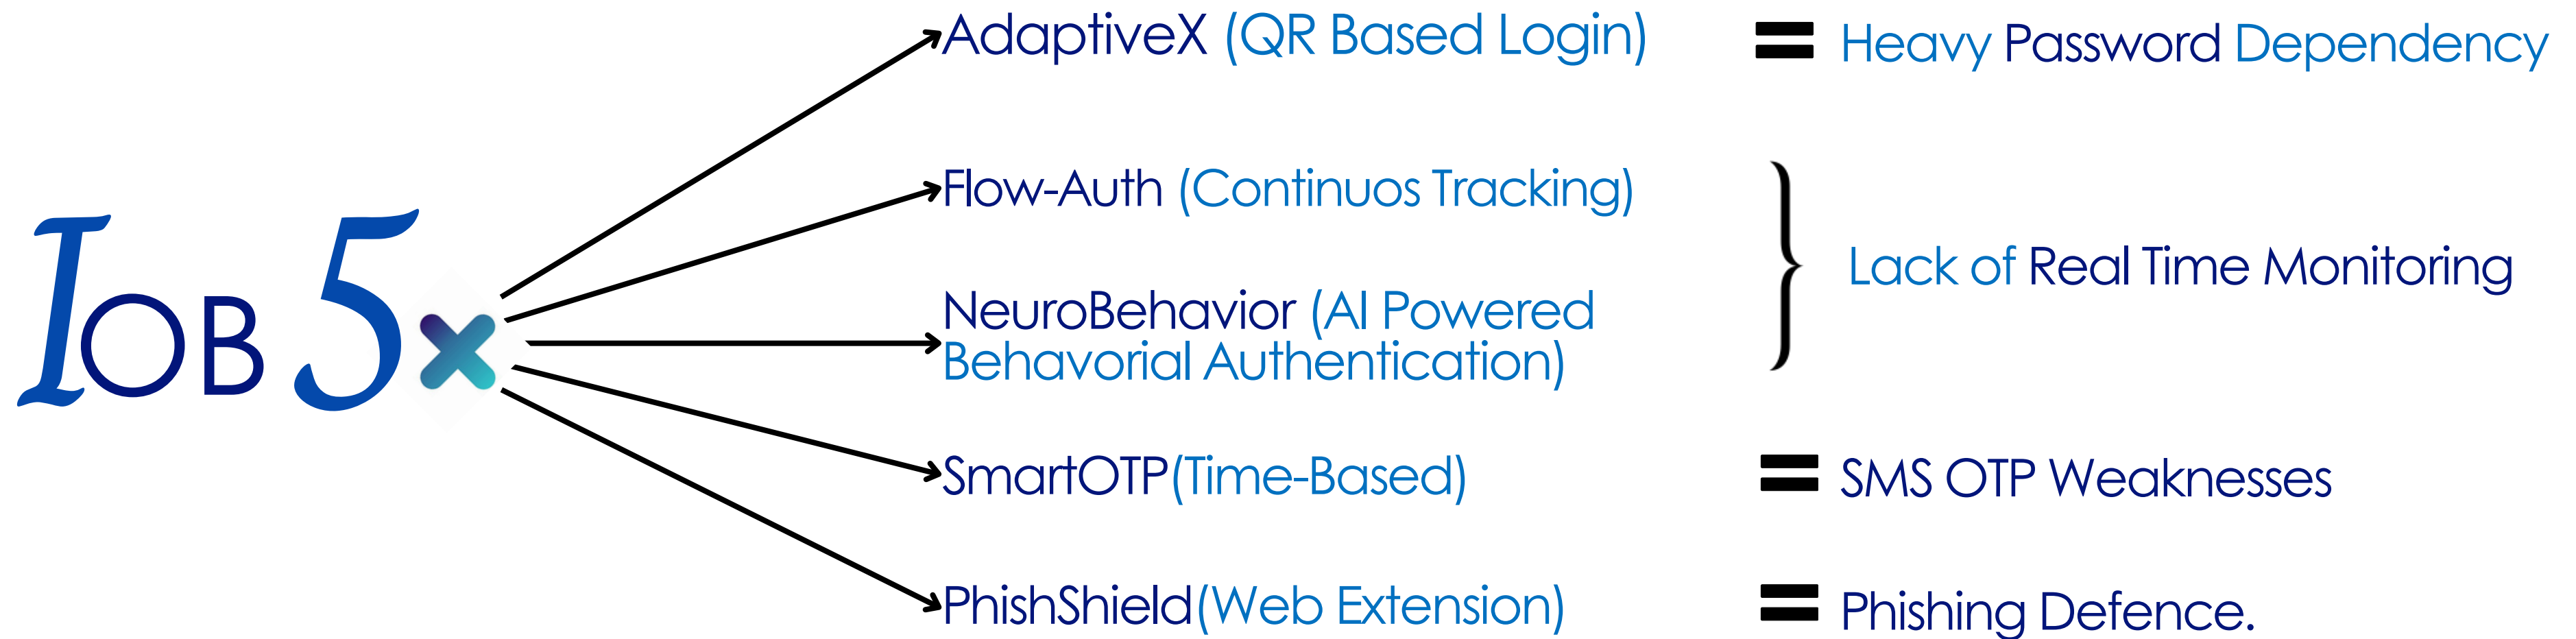 IOB 5x
AdaptiveX (QR Based Login)
= Heavy Password Dependency
Flow-Auth (Continuos Tracking)
NeuroBehavior (AI Powered
Behavorial Authentication)
} Lack of Real Time Monitoring
SmartOTP(Time-Based)
= SMS OTP Weaknesses
PhishShield(Web Extension)
= Phishing Defence.